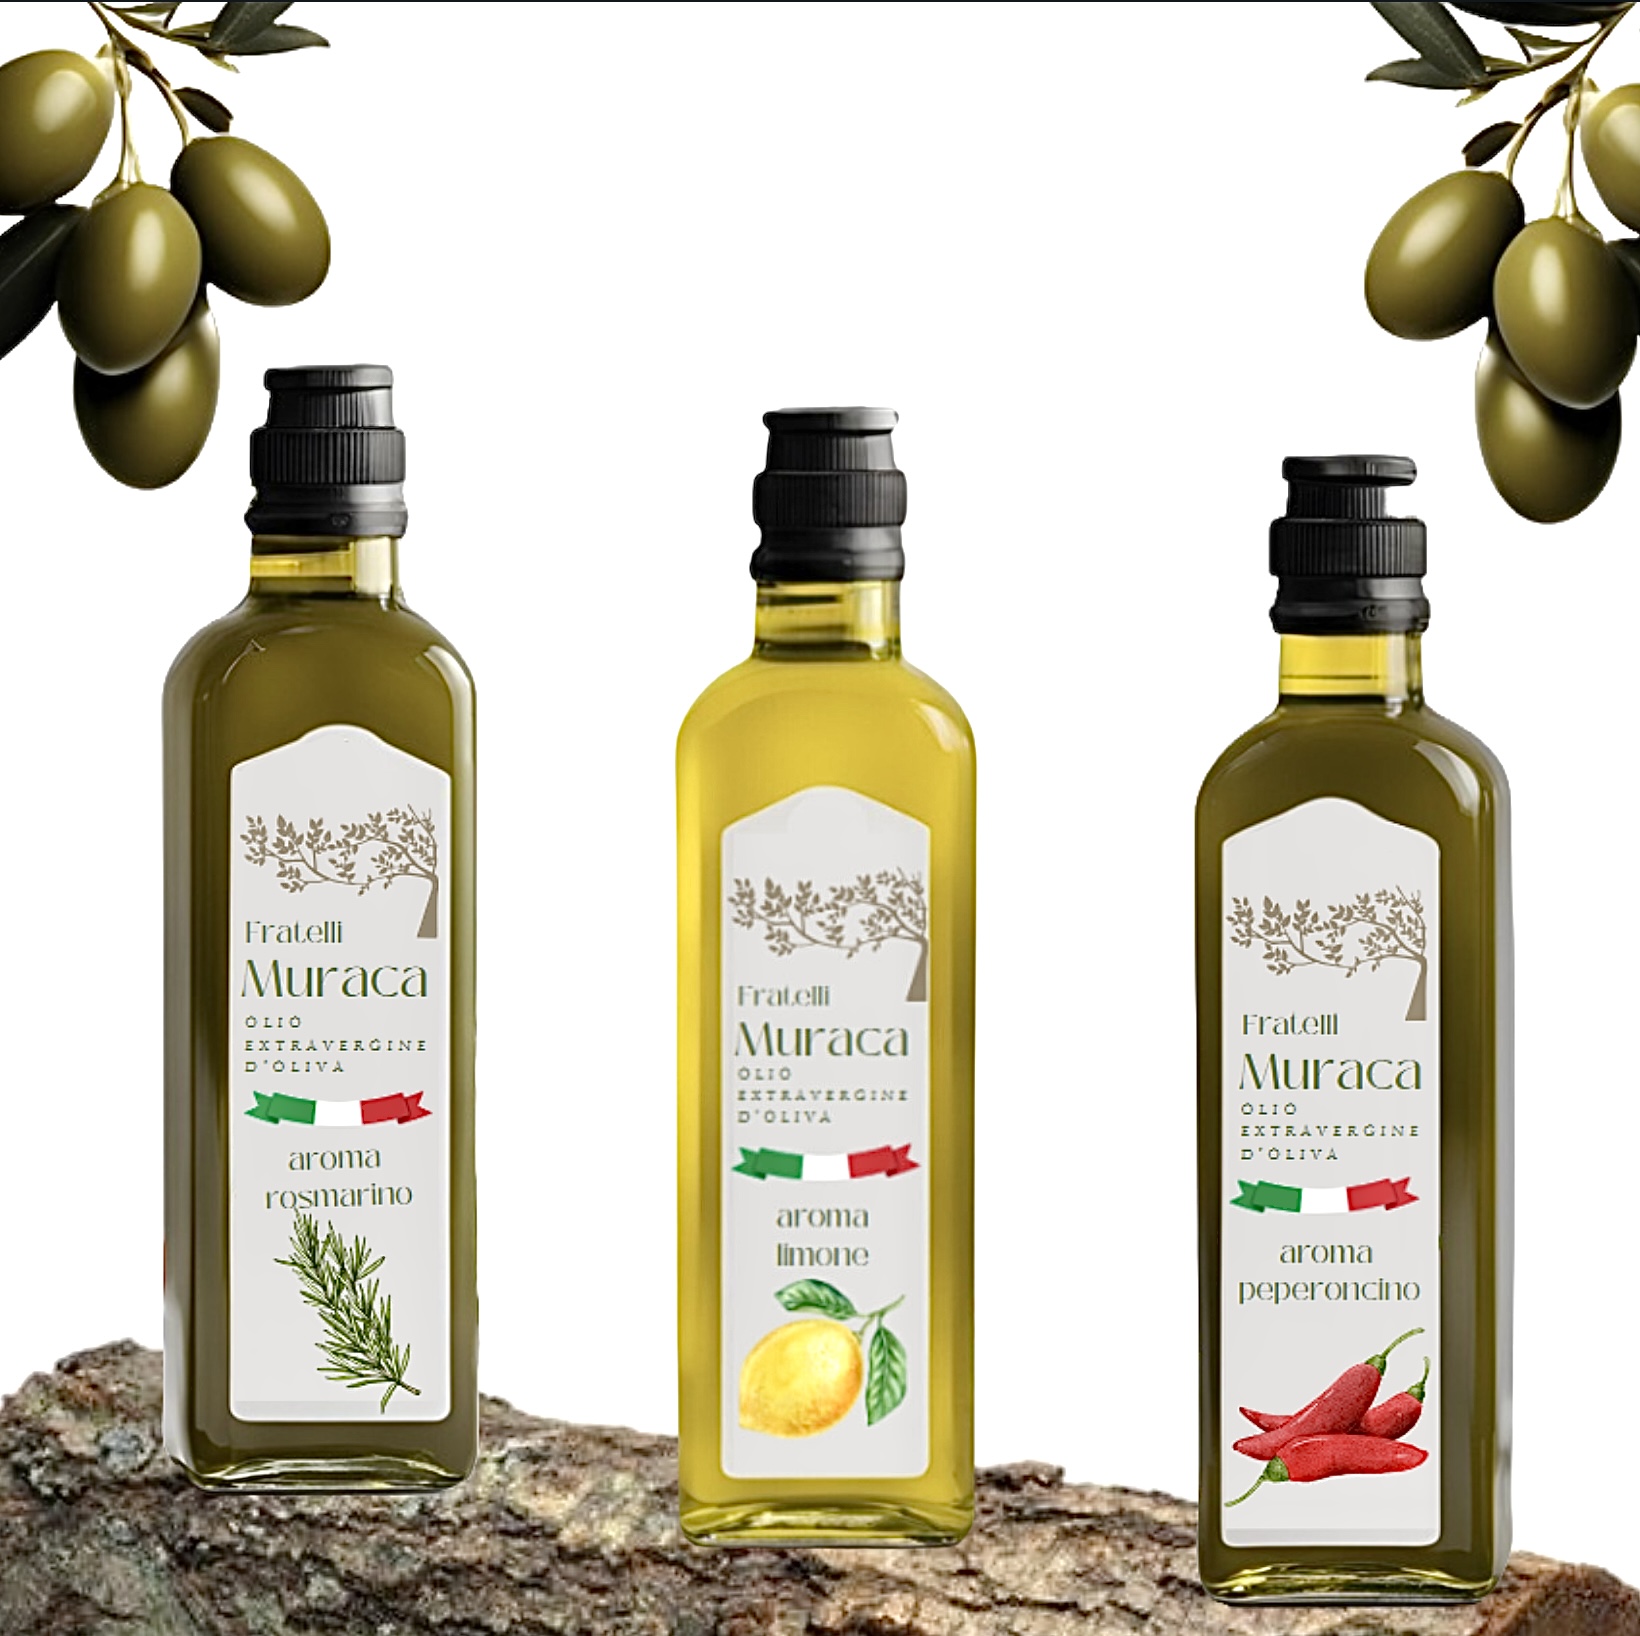 Fratelli
Muraca
OLIO
EXTRAVERGINE
D'OLIVA
aroma
rosmarino
Fratelli
Muraca
OLIO
EXTRAVERGINE
D'OLIVA
aroma
limone
Fratelli
Muraca
OLIO
EXTRAVERGINE
D'OLIVA
aroma
peperoncino